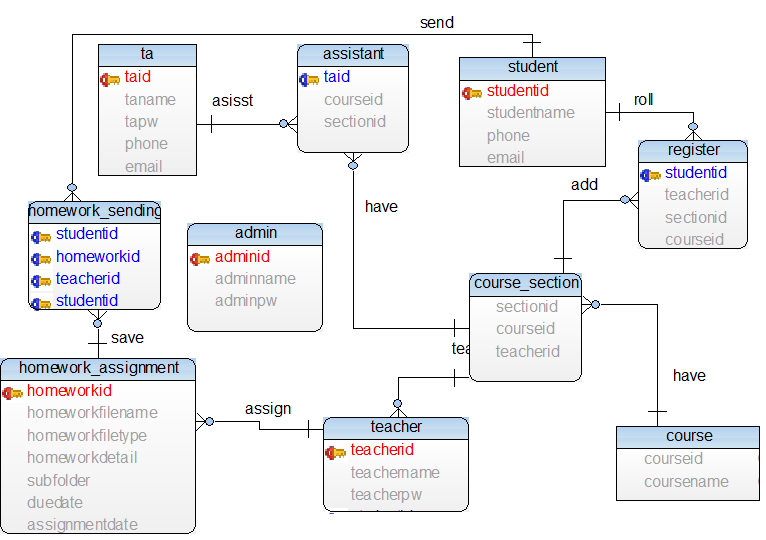 send
ta
taid
taname
tapw
phone
email
asisst
assistant
taid
courseid
sectionid
student
studentid
studentname
phone
email
roll
register
studentid
teacherid
sectionid
courseid
add
have
homework_sending
studentid
homeworkid
teacherid
studentid
admin
adminid
adminname
adminpw
course_section
sectionid
courseid
teacherid
save
homework_assignment
homeworkid
homeworkfilename
homeworkfiletype
homeworkdetail
subfolder
duedate
assignmentdate
assign
teacher
teacherid
teachername
teacherpw
have
course
courseid
coursename